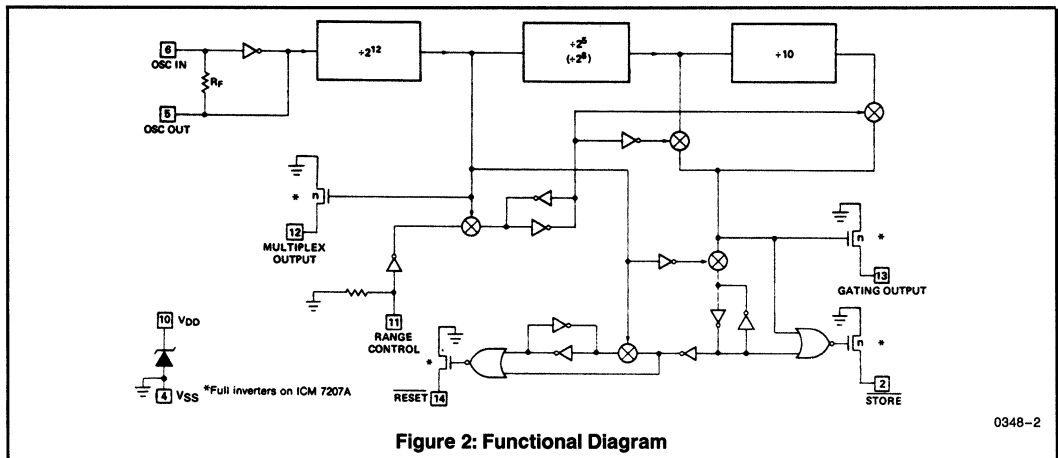 6
OSC IN
RF
5
OSC OUT
÷2¹²
÷2⁵
(÷2⁶)
÷10
n
*
12
MULTIPLEX
OUTPUT
11
RANGE
CONTROL
n
*
13
GATING OUTPUT
n
*
2
STORE
*
RESET
14
10
VDD
4
VSS
*Full inverters on ICM 7207A
0348-2
Figure 2: Functional Diagram